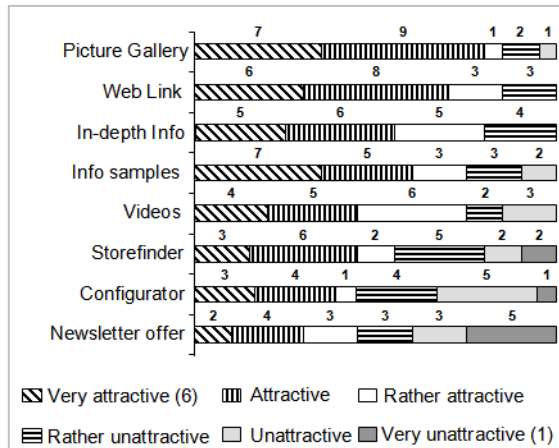 7 9 1 2 1
Picture Gallery
6 8 3 3
Web Link
5 6 5 4
In-depth Info
7 5 3 3 2
Info samples
4 5 6 2 3
Videos
3 6 2 5 2 2
Storefinder
3 4 1 4 5 1
Configurator
2 4 3 3 3 5
Newsletter offer
Very attractive (6) Attractive Rather attractive
Rather unattractive Unattractive Very unattractive (1)